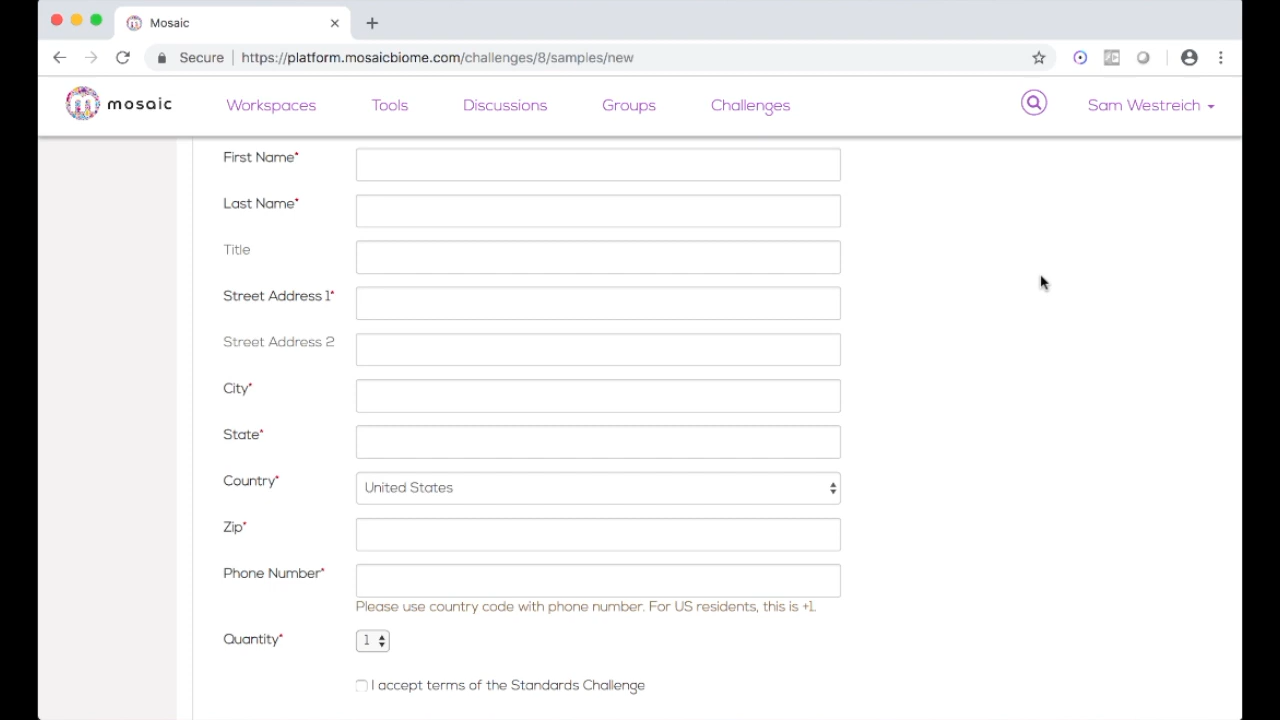 Mosaic
Secure
https://platform.mosaicbiome.com/challenges/8/samples/new
mosaic
Workspaces
Tools
Discussions
Groups
Challenges
Sam Westreich
First Name*
Last Name*
Title
Street Address 1*
Street Address 2
City*
State*
Country*
United States
Zip*
Phone Number*
Please use country code with phone number. For US residents, this is +1.
Quantity*
1
I accept terms of the Standards Challenge